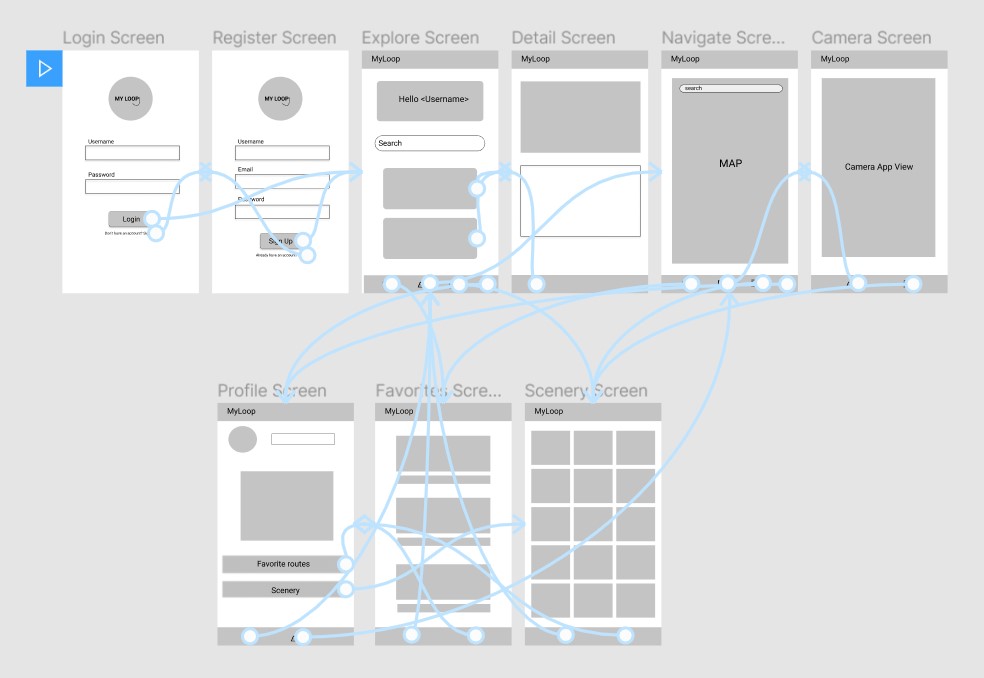 Login Screen
Register Screen
Explore Screen
Detail Screen
Navigate Scre...
Camera Screen
MY LOOP
Username
Password
Login
Don't have an account?
MY LOOP
Username
Email
Password
Sign Up
Already have an account
MyLoop
Hello <Username>
Search
MyLoop
MyLoop
search
MAP
MyLoop
Camera App View
Profile Screen
Favorites Scre...
Scenery Screen
MyLoop
Favorite routes
Scenery
MyLoop
MyLoop